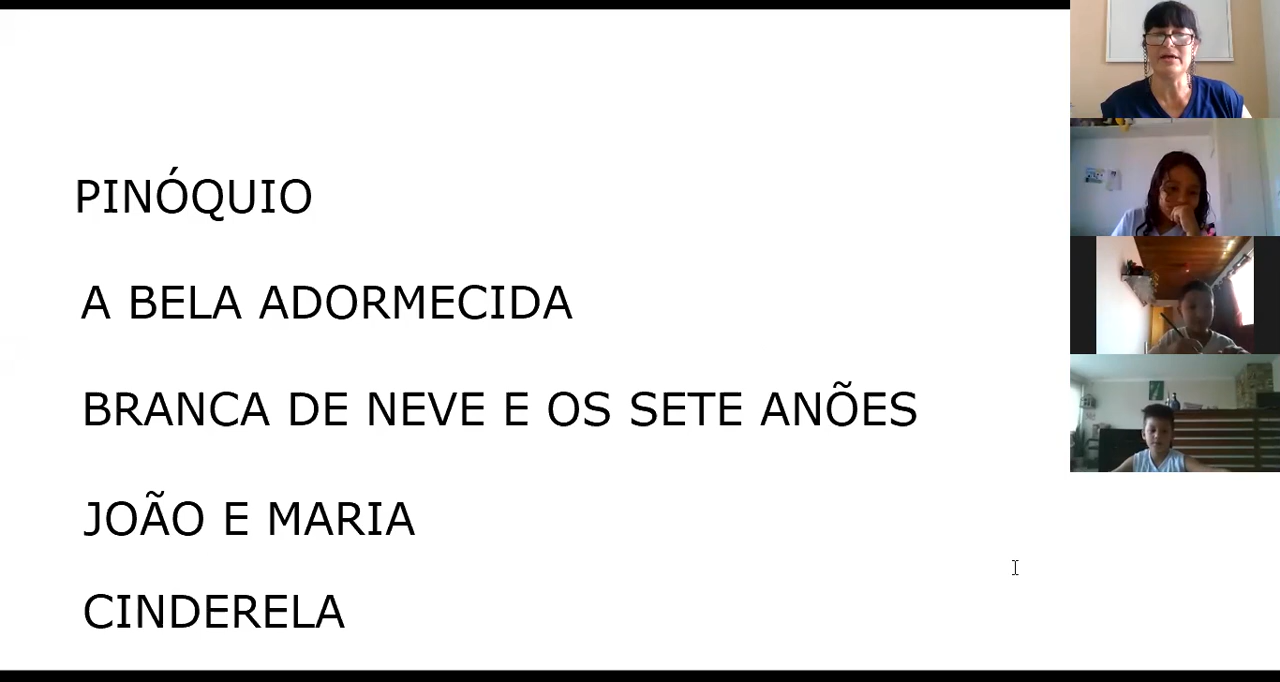 PINÓQUIO
A BELA ADORMECIDA
BRANCA DE NEVE E OS SETE ANÕES
JOÃO E MARIA
CINDERELA